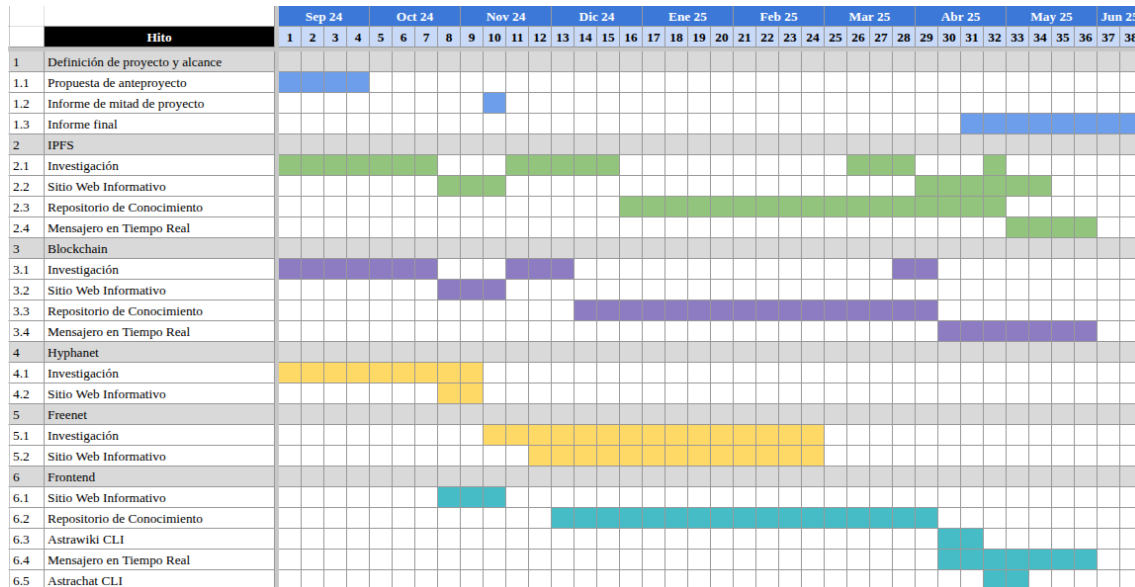 Sep 24 Oct 24 Nov 24 Dic 24 Ene 25 Feb 25 Mar 25 Abr 25 May 25 Jun 25
Hito 1 2 3 4 5 6 7 8 9 10 11 12 13 14 15 16 17 18 19 20 21 22 23 24 25 26 27 28 29 30 31 32 33 34 35 36 37 38
1 Definición de proyecto y alcance
1.1 Propuesta de anteproyecto
1.2 Informe de mitad de proyecto
1.3 Informe final
2 IPFS
2.1 Investigación
2.2 Sitio Web Informativo
2.3 Repositorio de Conocimiento
2.4 Mensajero en Tiempo Real
3 Blockchain
3.1 Investigación
3.2 Sitio Web Informativo
3.3 Repositorio de Conocimiento
3.4 Mensajero en Tiempo Real
4 Hyphanet
4.1 Investigación
4.2 Sitio Web Informativo
5 Freenet
5.1 Investigación
5.2 Sitio Web Informativo
6 Frontend
6.1 Sitio Web Informativo
6.2 Repositorio de Conocimiento
6.3 Astrawiki CLI
6.4 Mensajero en Tiempo Real
6.5 Astrachat CLI